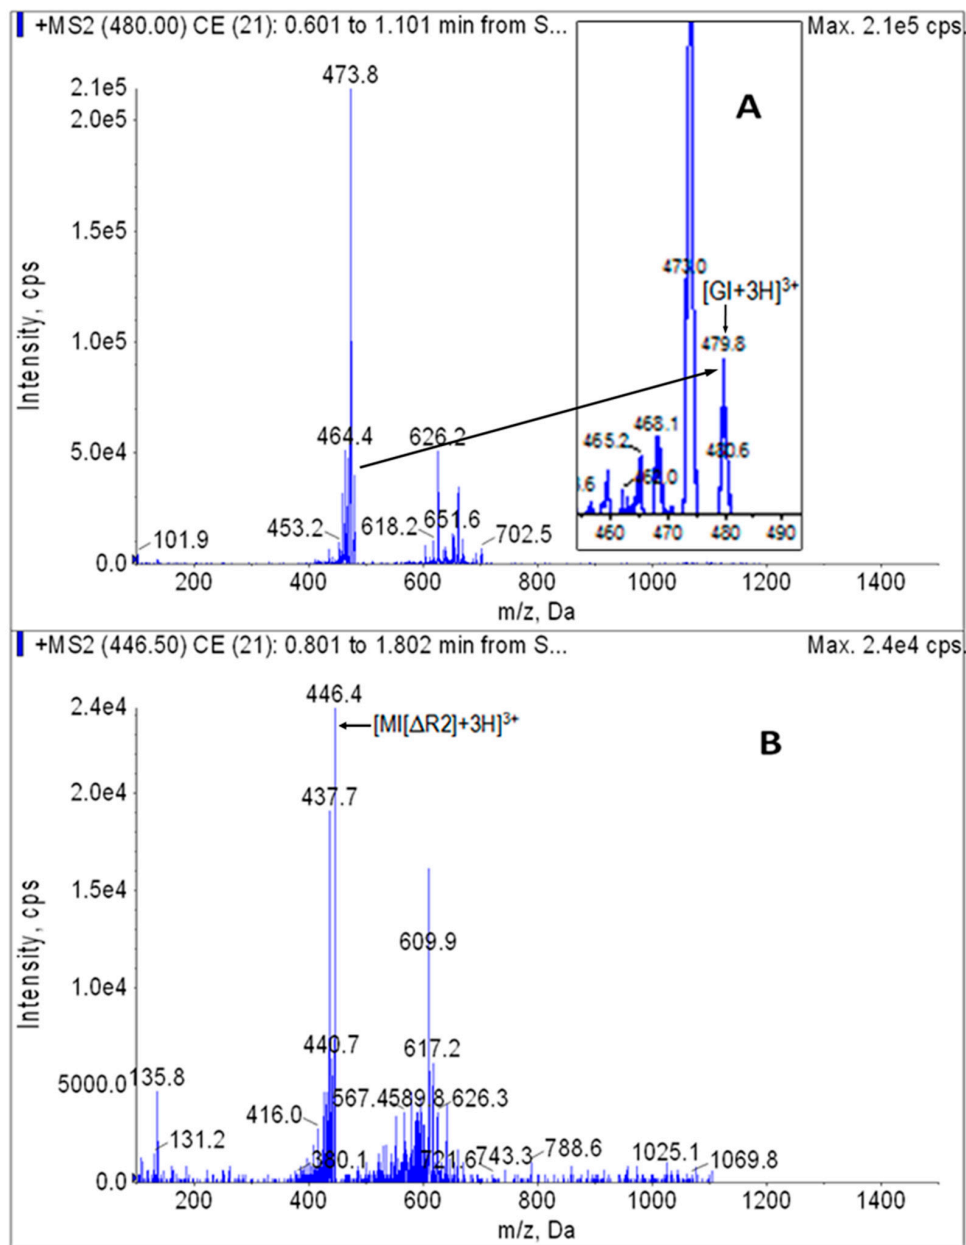 +MS2 (480.00) CE (21): 0.601 to 1.101 min from S... Max. 2.1e5 cps.
A
473.8
2.1e5
2.0e5
1.5e5
1.0e5
5.0e4
0.0
Intensity, cps
473.0
[GI+3H]3+
479.8
468.1
465.2
480.6
460 470 480 490
464.4 626.2
453.2 618.2 651.6 702.5
101.9
200 400 600 800 1000 1200 1400
m/z, Da
+MS2 (446.50) CE (21): 0.801 to 1.802 min from S... Max. 2.4e4 cps.
446.4
2.4e4
[MI[ΔR2]+3H]3+
B
2.0e4
437.7
1.5e4
609.9
1.0e4
440.7 617.2
5000.0
135.8
567.4 589.8 626.3
416.0
131.2
380.1 721.6 743.3 788.6 1025.1 1069.8
0.0
Intensity, cps
200 400 600 800 1000 1200 1400
m/z, Da